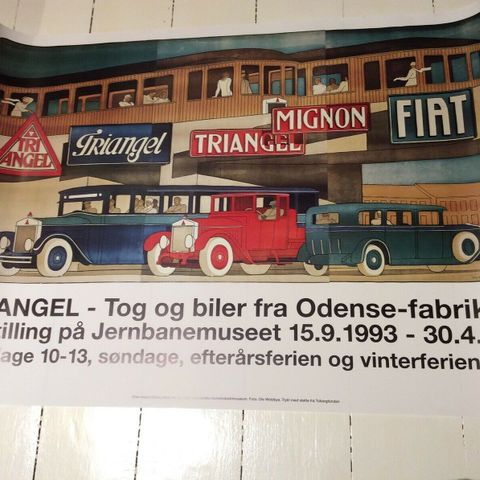 TRI
ANGEL
Triangel
TRIANGEL
MIGNON
FIAT
ANGEL - Tog og biler fra Odense-fabrik
tilling på Jernbanemuseet 15.9.1993 - 30.4.
age 10-13, søndage, efterårsferien og vinterferien